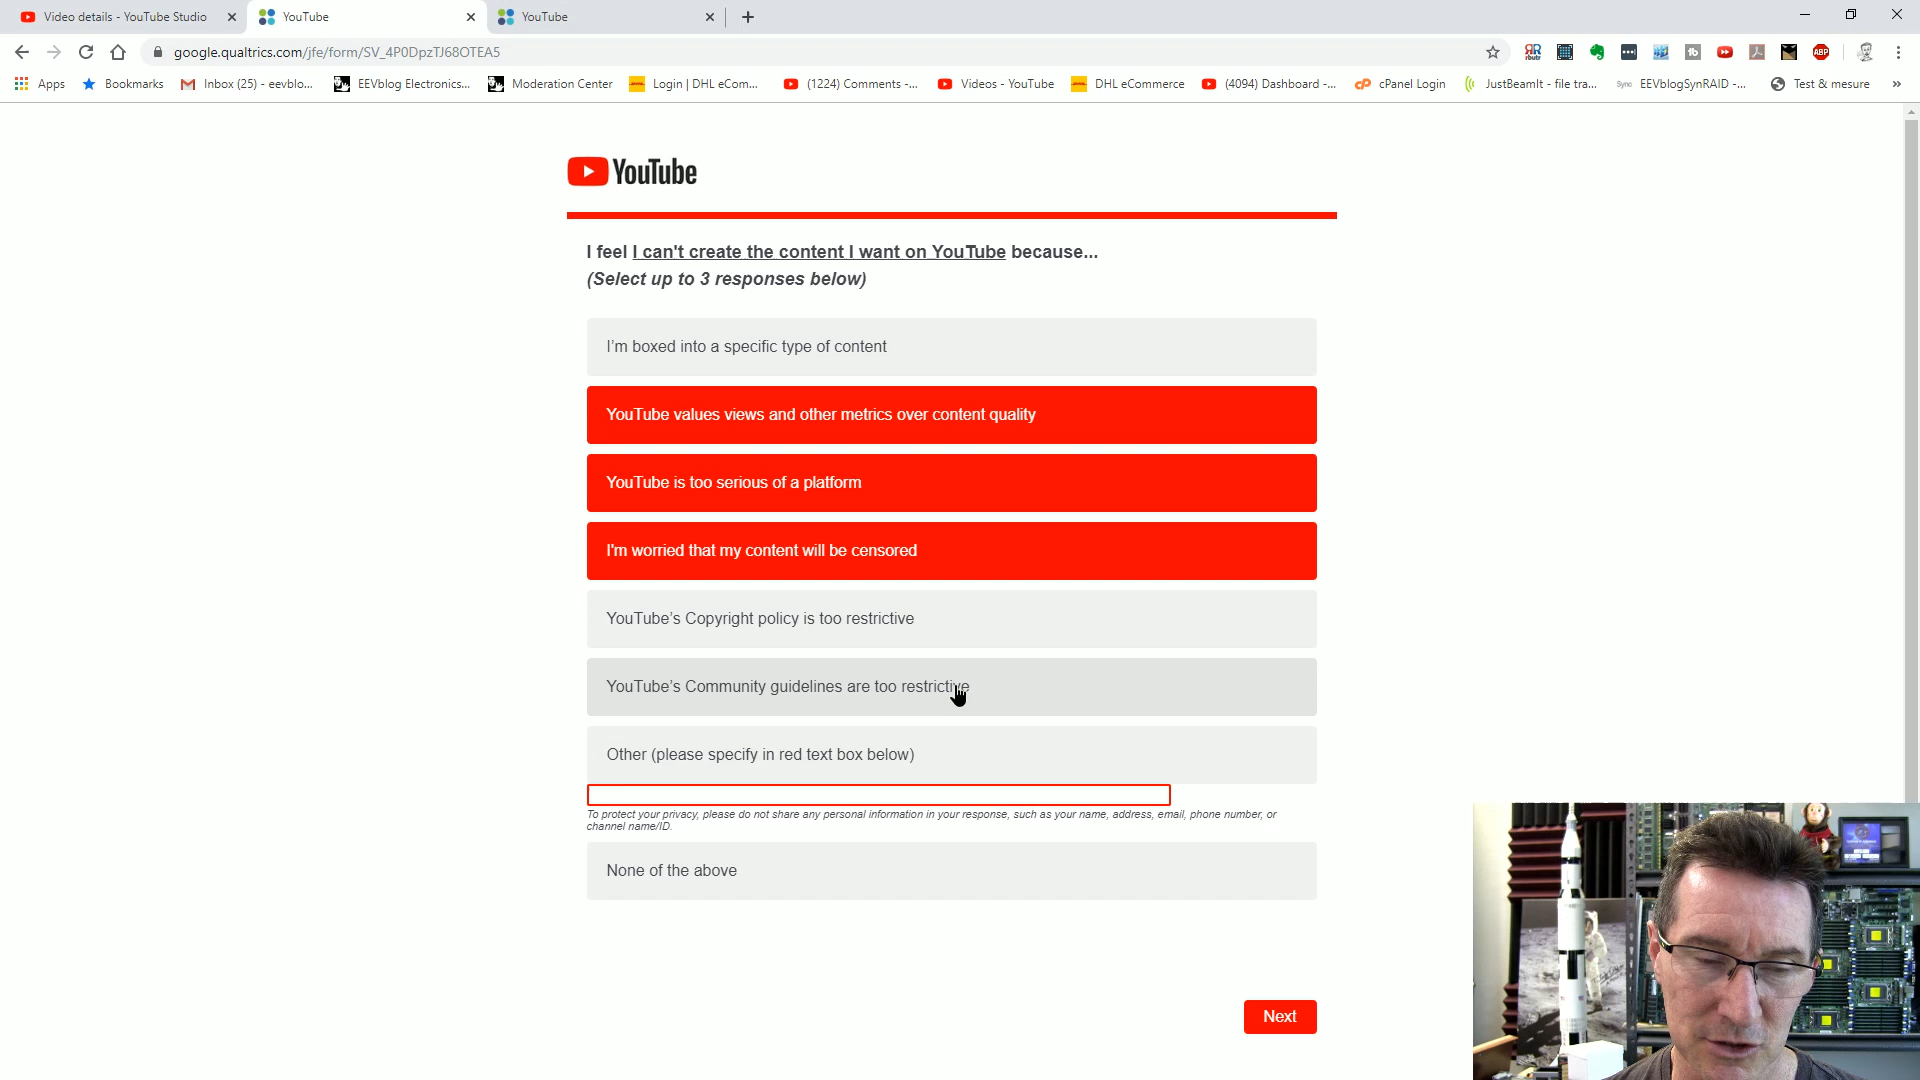 Video details - YouTube Studio
YouTube
YouTube
google.qualtrics.com/jfe/form/SV_4P0DpzTJ68OTEA5
Apps
Bookmarks
Inbox (25) - eevblo...
EEVblog Electronics...
Moderation Center
Login | DHL eCom...
(1224) Comments -...
Videos - YouTube
DHL eCommerce
(4094) Dashboard -...
cPanel Login
JustBeamIt - file tra...
EEVblogSynRAID -...
Test & mesure
»
YouTube
I feel I can't create the content I want on YouTube because...
(Select up to 3 responses below)
I'm boxed into a specific type of content
YouTube values views and other metrics over content quality
YouTube is too serious of a platform
I'm worried that my content will be censored
YouTube's Copyright policy is too restrictive
YouTube's Community guidelines are too restrictive
Other (please specify in red text box below)
To protect your privacy, please do not share any personal information in your response, such as your name, address, email, phone number, or
channel name/ID.
None of the above
Next